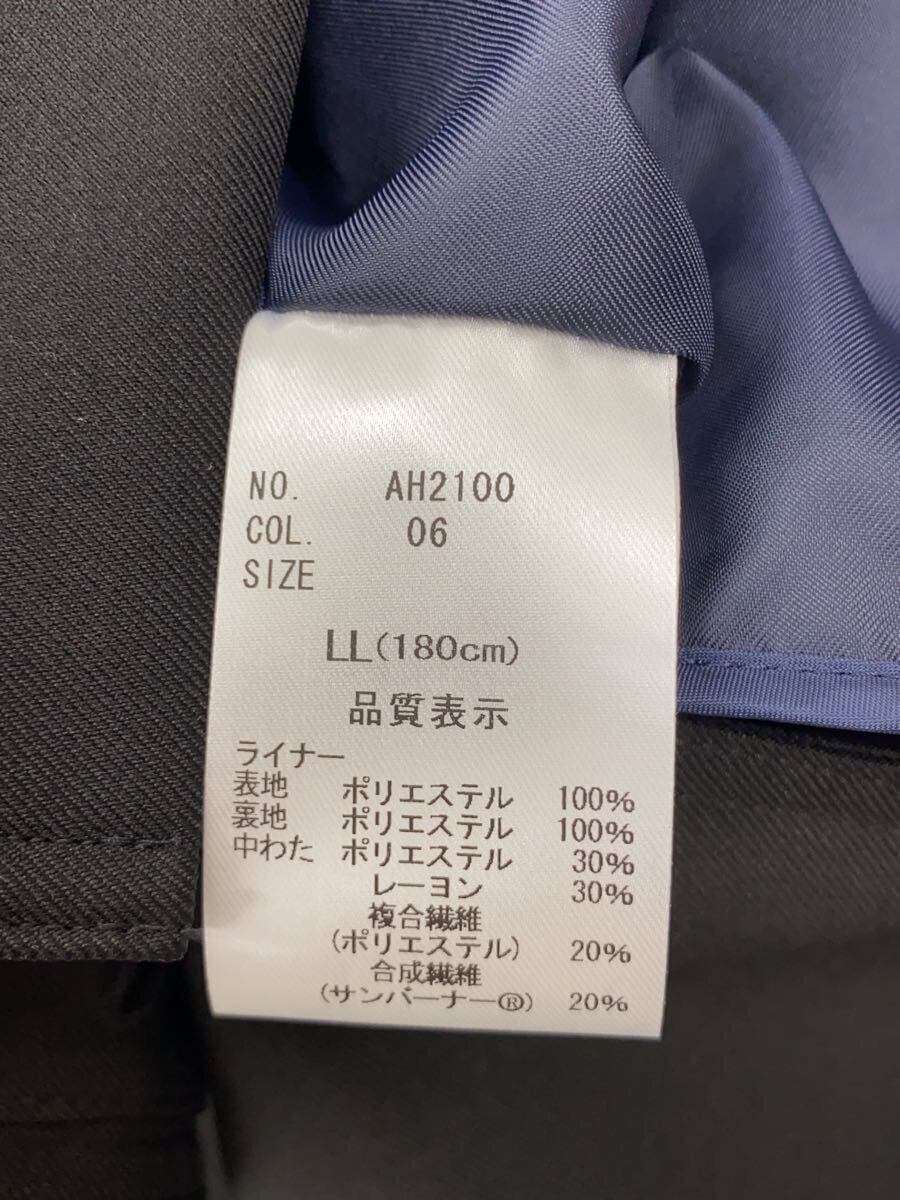 NO. AH2100
COL. 06
SIZE
LL(180cm)
品質表示
ライナー
表地 ポリエステル 100%
裏地 ポリエステル 100%
中わた ポリエステル 30%
レーヨン 30%
複合繊維
(ポリエステル) 20%
合成繊維
(サンバーナー®) 20%